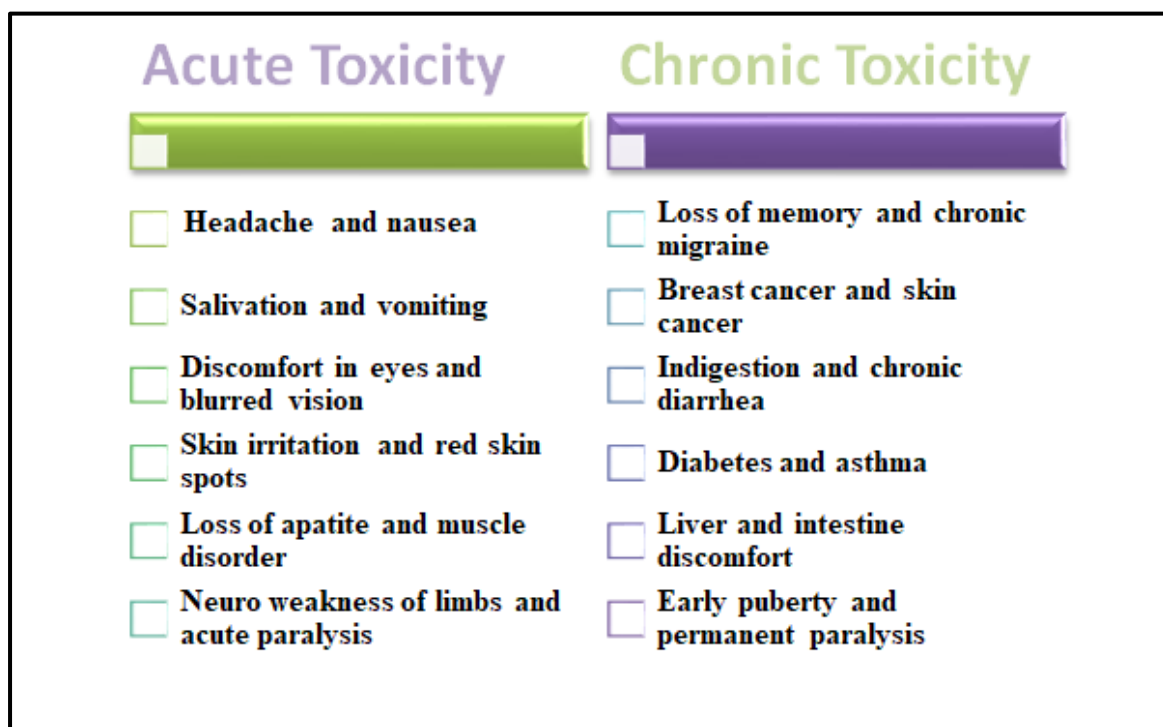 Acute Toxicity
Headache and nausea
Salivation and vomiting
Discomfort in eyes and
blurred vision
Skin irritation and red skin
spots
Loss of apatite and muscle
disorder
Neuro weakness of limbs and
acute paralysis
Chronic Toxicity
Loss of memory and chronic
migraine
Breast cancer and skin
cancer
Indigestion and chronic
diarrhea
Diabetes and asthma
Liver and intestine
discomfort
Early puberty and
permanent paralysis